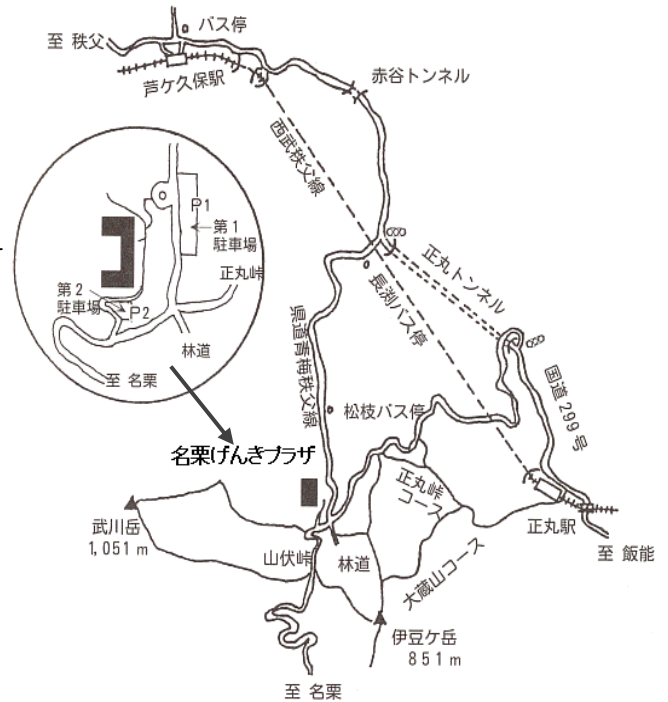 バス停
至 秩父
芦ケ久保駅
赤谷トンネル
西武秩父線
P1
第1
駐車場
正丸峠
第2
駐車場
P2
林道
至 名栗
正丸トンネル
長渕バス停
県道青梅秩父線
国道299号
松枝バス停
名栗げんきプラザ
正丸峠
コース
武川岳
1,051m
山伏峠
林道
大蔵山コース
正丸駅
至 飯能
伊豆ケ岳
851m
至 名栗